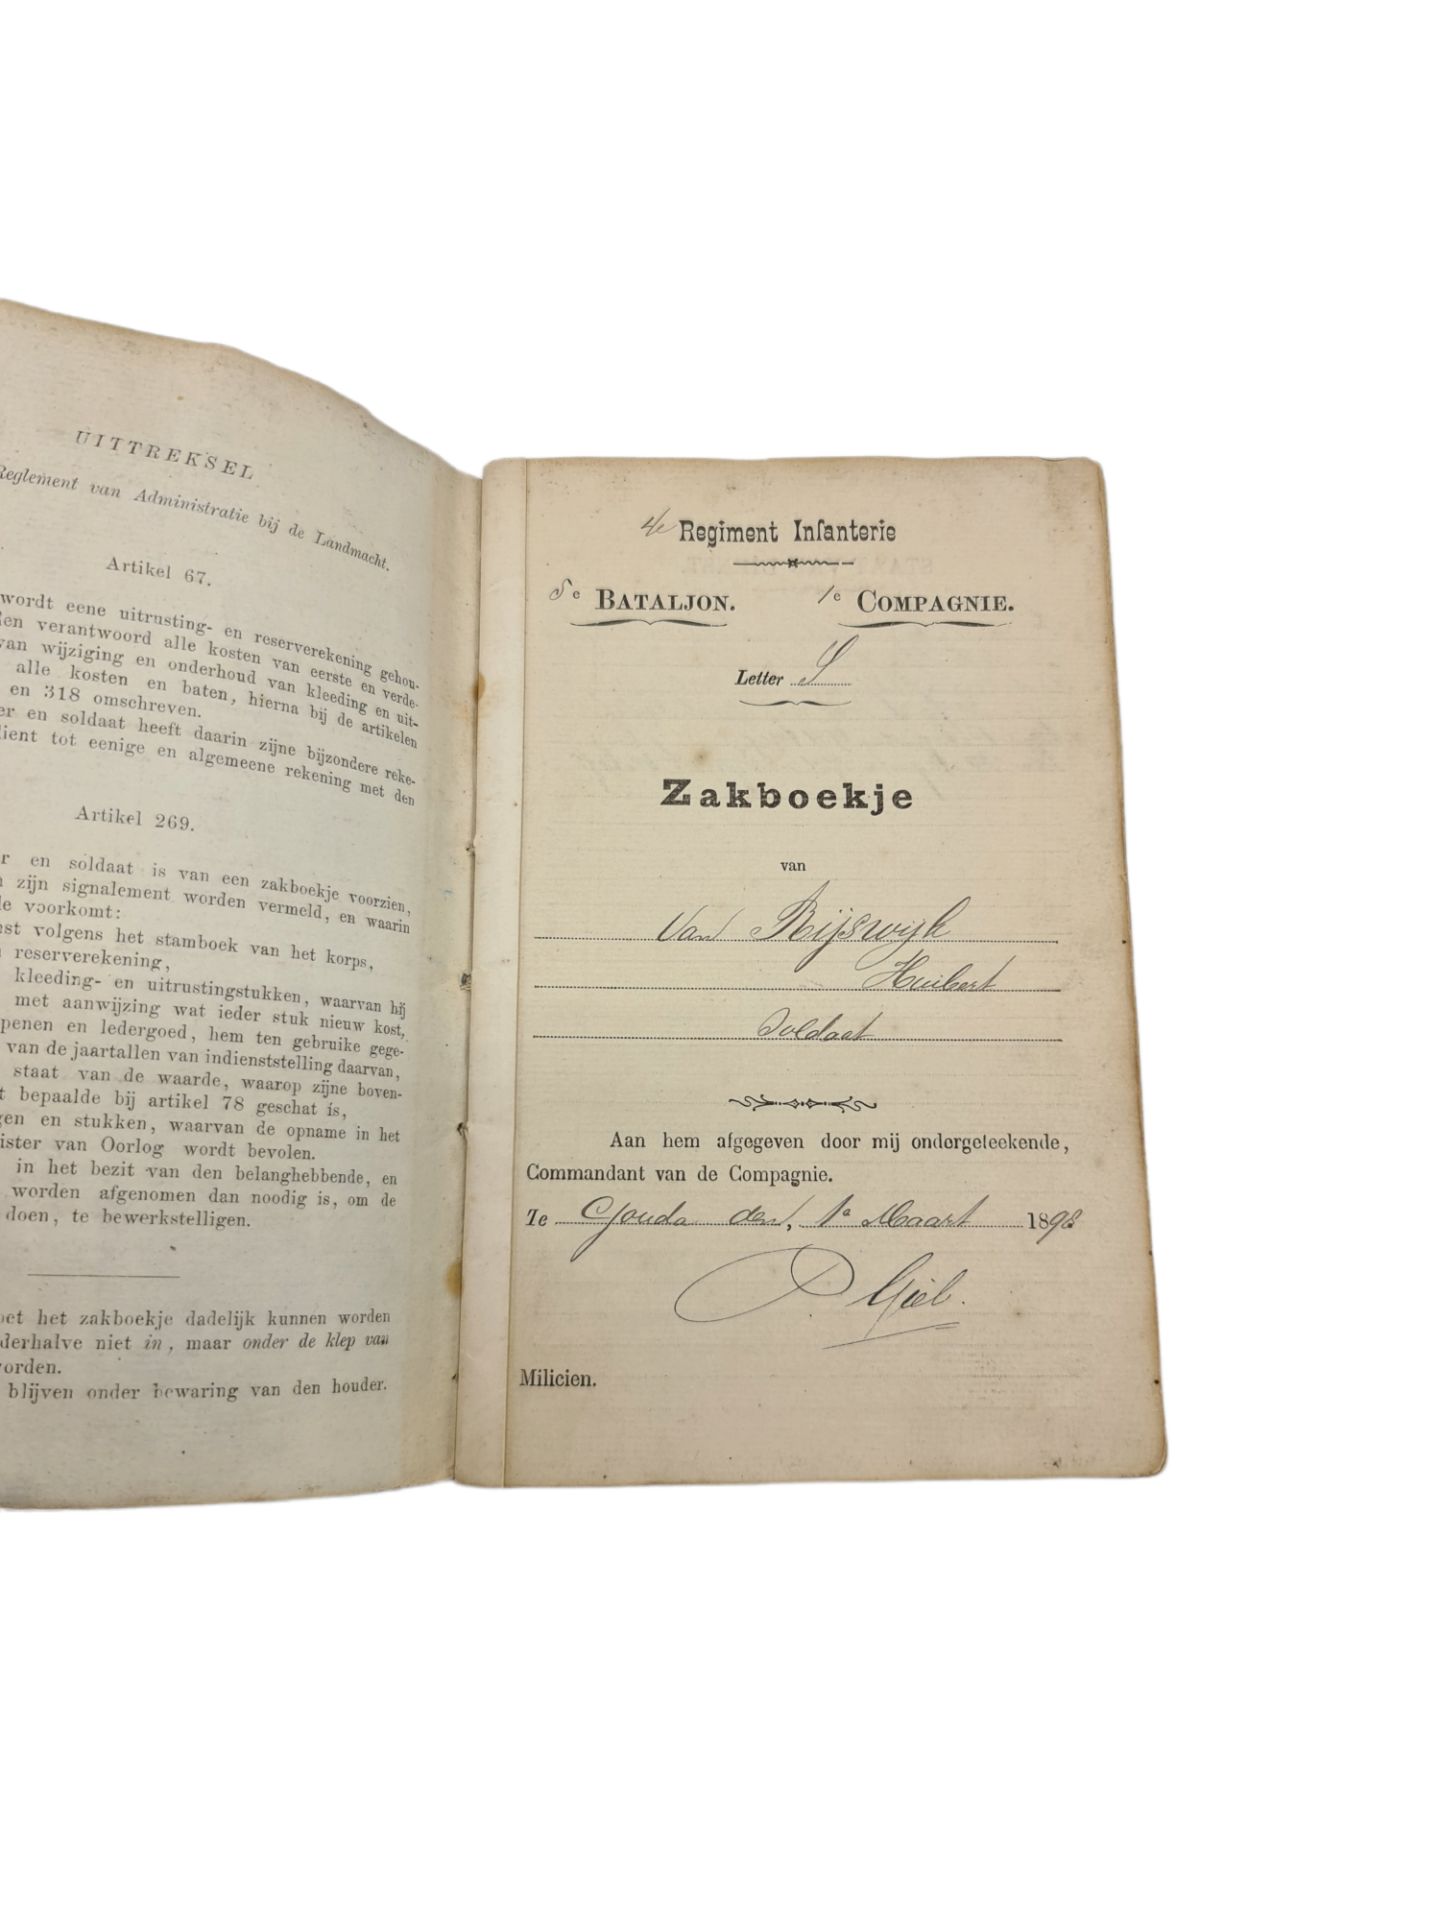 UITTREKSEL
Reglement van Administratie bij de Landmacht.
Artikel 67.
wordt eene uitrusting- en reserverekening gehou-
den verantwoord alle kosten van eerste en verde-
van wijziging en onderhoud van kleeding en uit-
alle kosten en baten, hierna bij de artikelen
en 318 omschreven.
er en soldaat heeft daarin zijne bijzondere reke-
dient tot eenige en algemeene rekening met den
Artikel 269.
r en soldaat is van een zakboekje voorzien,
zijn signalement worden vermeld, en waarin
le voorkomt:
nst volgens het stamboek van het korps,
reserverekening,
kleeding- en uitrustingstukken, waarvan hij
met aanwijzing wat ieder stuk nieuw kost,
penen en ledergoed, hem ten gebruike gege-
van de jaartallen van indienststelling daarvan,
staat van de waarde, waarop zijne boven-
t bepaalde bij artikel 78 geschat is,
gen en stukken, waarvan de opname in het
ister van Oorlog wordt bevolen.
in het bezit van den belanghebbende, en
worden afgenomen dan noodig is, om de
doen, te bewerkstelligen.
oet het zakboekje dadelijk kunnen worden
derhalve niet in, maar onder de klep van
vorden.
blijven onder bewaring van den houder.
4e Regiment Infanterie
5e BATALJON. 1e COMPAGNIE.
Letter S
Zakboekje
van
Van Rijswijk
Huibert
Soldaat
Aan hem afgegeven door mij ondergeteekende,
Commandant van de Compagnie.
Te Gouda den, 1e Maart 1898
Milicien.